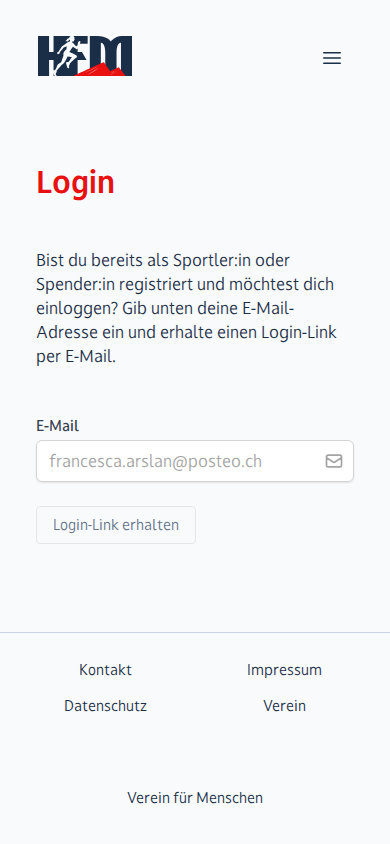 HFM
Login
Bist du bereits als Sportler:in oder
Spender:in registriert und möchtest dich
einloggen? Gib unten deine E-Mail-
Adresse ein und erhalte einen Login-Link
per E-Mail.
E-Mail
francesca.arslan@posteo.ch
Login-Link erhalten
Kontakt
Impressum
Datenschutz
Verein
Verein für Menschen